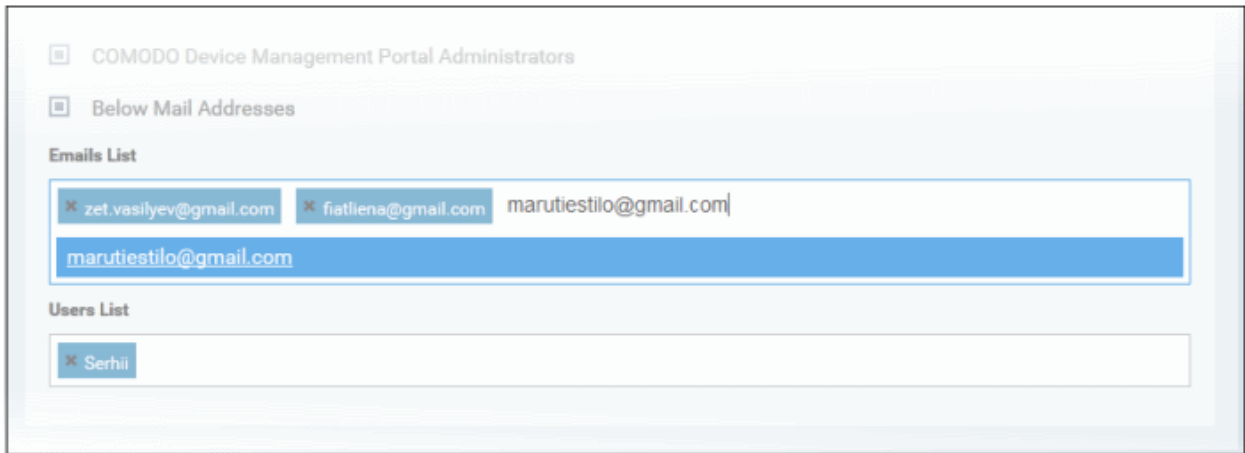 COMODO Device Management Portal Administrators
Below Mail Addresses
Emails List
zet.vasilyev@gmail.com fiatliena@gmail.com marutiestilo@gmail.com
marutiestilo@gmail.com
Users List
Serhii